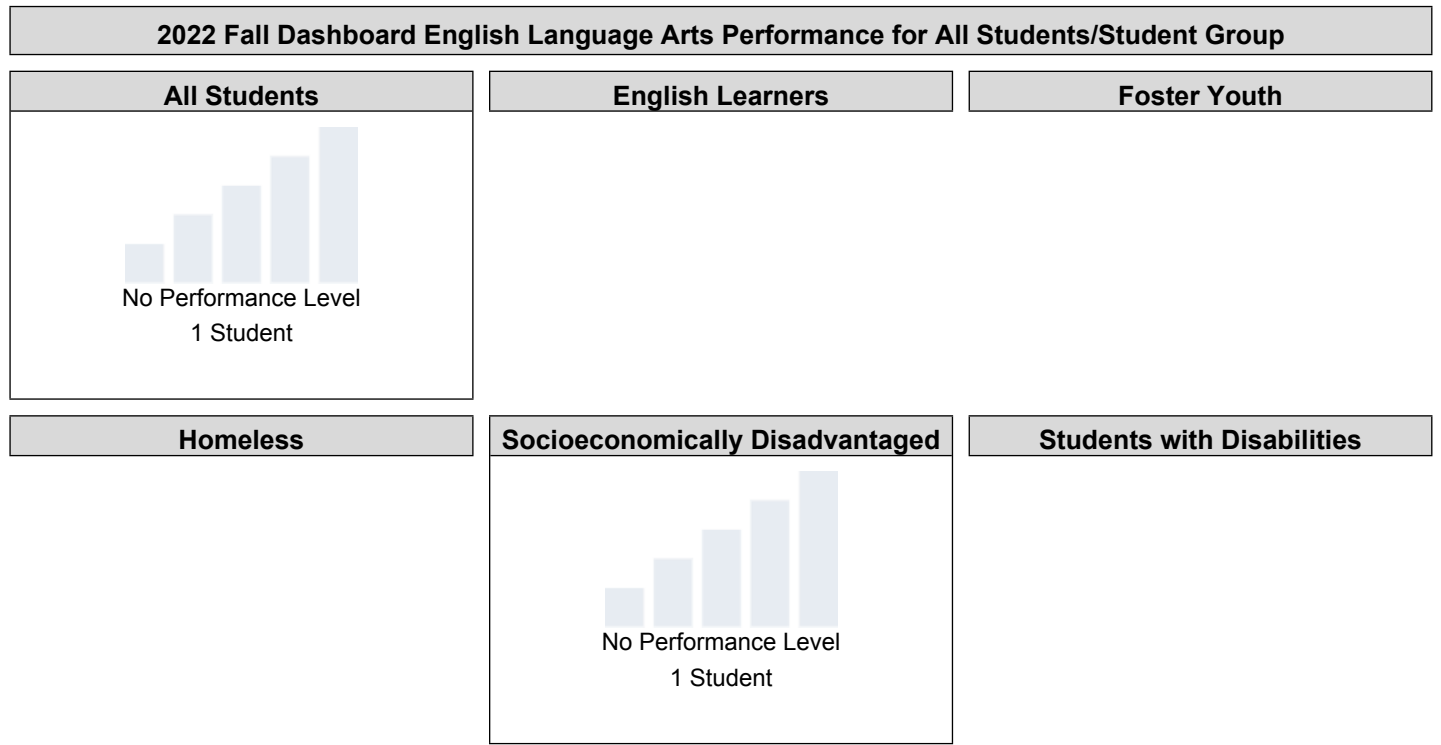 2022 Fall Dashboard English Language Arts Performance for All Students/Student Group
All Students
English Learners
Foster Youth
No Performance Level
1 Student
Homeless
Socioeconomically Disadvantaged
Students with Disabilities
No Performance Level
1 Student